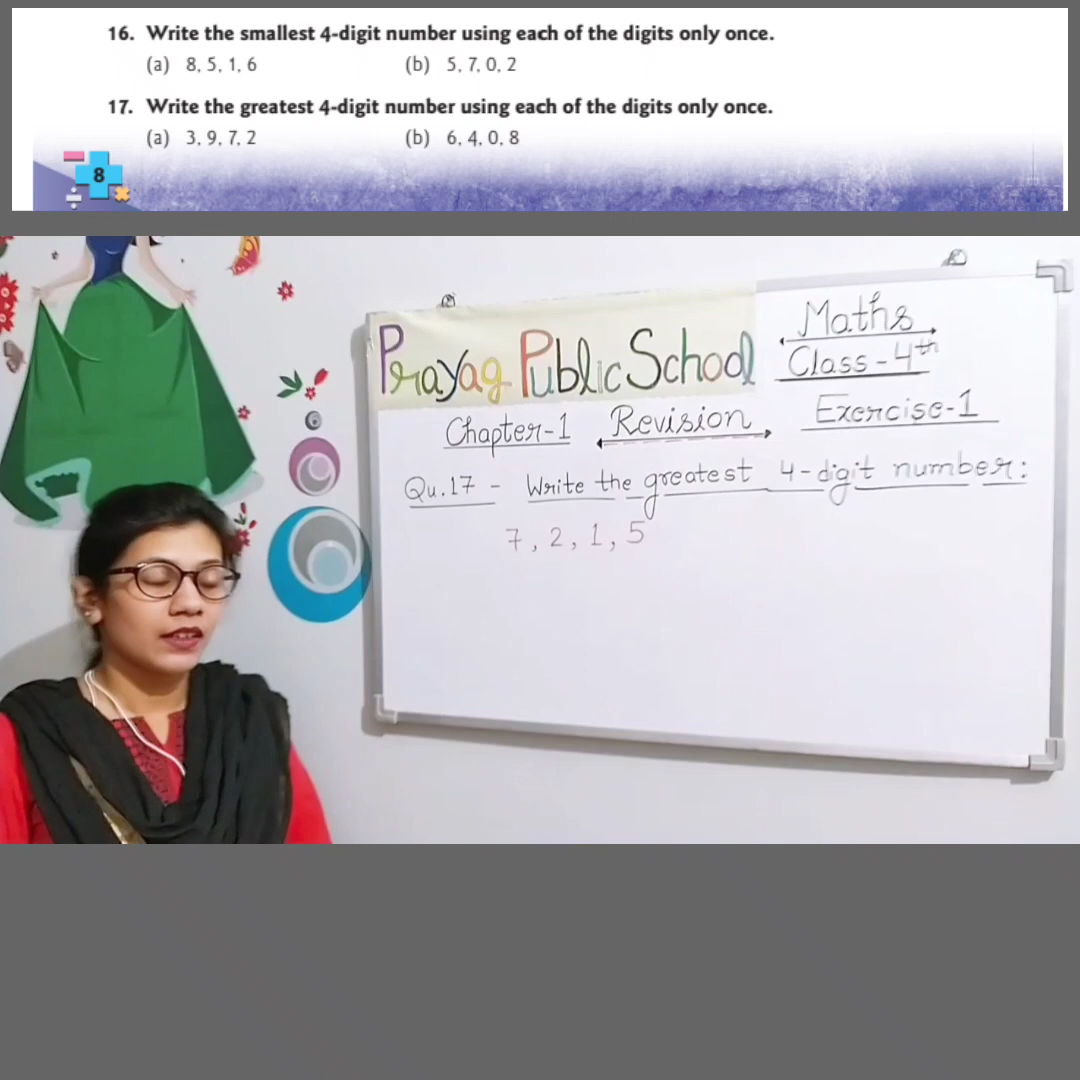 16. Write the smallest 4-digit number using each of the digits only once.
(a) 8, 5, 1, 6 (b) 5, 7, 0, 2
17. Write the greatest 4-digit number using each of the digits only once.
(a) 3, 9, 7, 2 (b) 6, 4, 0, 8
8
Prayag Public School
Maths
Class-4th
Chapter-1 Revision Exercise-1
Qu.17 - Write the greatest 4-digit number:
7, 2, 1, 5